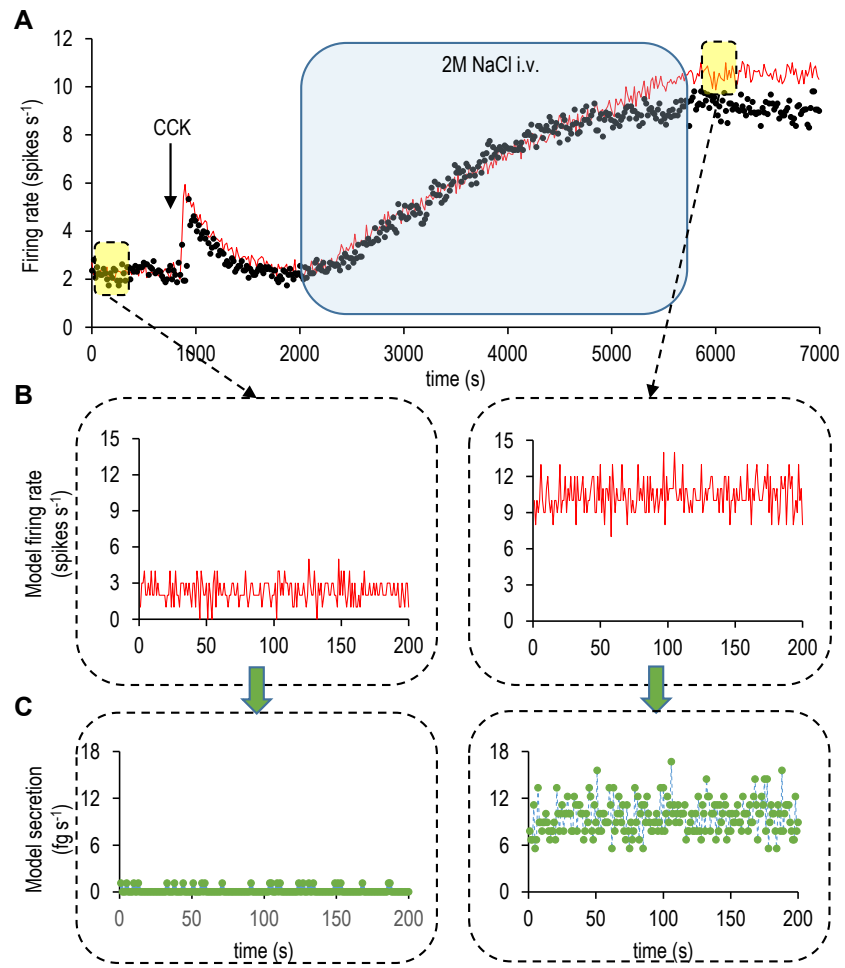 A
12
10
8
6
4
2
0
Firing rate (spikes s⁻¹)
CCK
2M NaCl i.v.
0 1000 2000 3000 4000 5000 6000 7000
time (s)
B
Model firing rate
(spikes s⁻¹)
15
12
9
6
3
0
0 50 100 150 200
15
12
9
6
3
0
0 50 100 150 200
C
Model secretion
(fg s⁻¹)
18
12
6
0
0 50 100 150 200
time (s)
18
12
6
0
0 50 100 150 200
time (s)